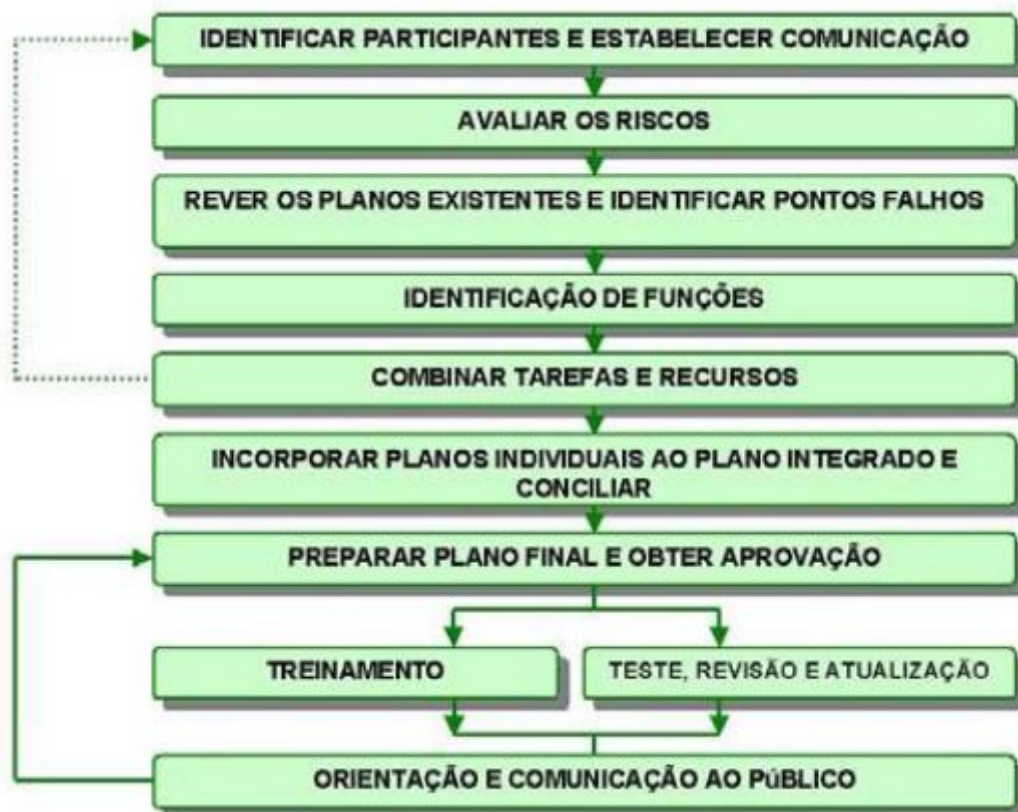 IDENTIFICAR PARTICIPANTES E ESTABELECER COMUNICAÇÃO
AVALIAR OS RISCOS
REVER OS PLANOS EXISTENTES E IDENTIFICAR PONTOS FALHOS
IDENTIFICAÇÃO DE FUNÇÕES
COMBINAR TAREFAS E RECURSOS
INCORPORAR PLANOS INDIVIDUAIS AO PLANO INTEGRADO E
CONCILIAR
PREPARAR PLANO FINAL E OBTER APROVAÇÃO
TREINAMENTO
TESTE, REVISÃO E ATUALIZAÇÃO
ORIENTAÇÃO E COMUNICAÇÃO AO PúBLICO